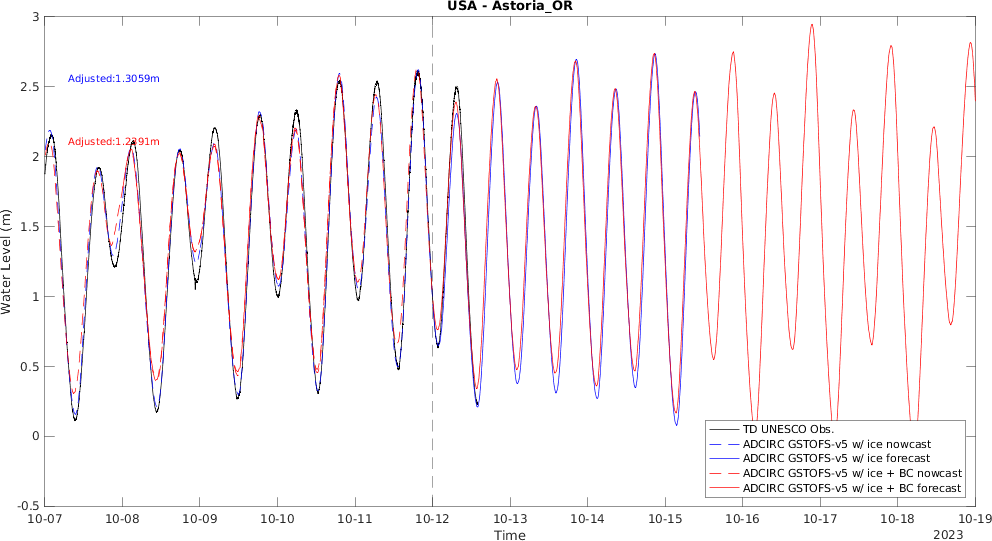 USA - Astoria_OR
3
2.5
2
1.5
1
0.5
0
-0.5
Water Level (m)
Adjusted:1.3059m
Adjusted:1.2291m
TD UNESCO Obs.
ADCIRC GSTOFS-v5 w/ ice nowcast
ADCIRC GSTOFS-v5 w/ ice forecast
ADCIRC GSTOFS-v5 w/ ice + BC nowcast
ADCIRC GSTOFS-v5 w/ ice + BC forecast
10-07 10-08 10-09 10-10 10-11 10-12 10-13 10-14 10-15 10-16 10-17 10-18 10-19
Time
2023